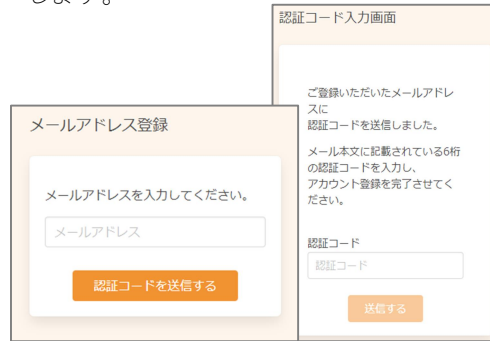 します。
メールアドレス登録
メールアドレスを入力してください。
メールアドレス
認証コードを送信する
認証コード入力画面
ご登録いただいたメールアドレ
スに
認証コードを送信しました。
メール本文に記載されている6桁
の認証コードを入力し、
アカウント登録を完了させてく
ださい。
認証コード
認証コード
送信する